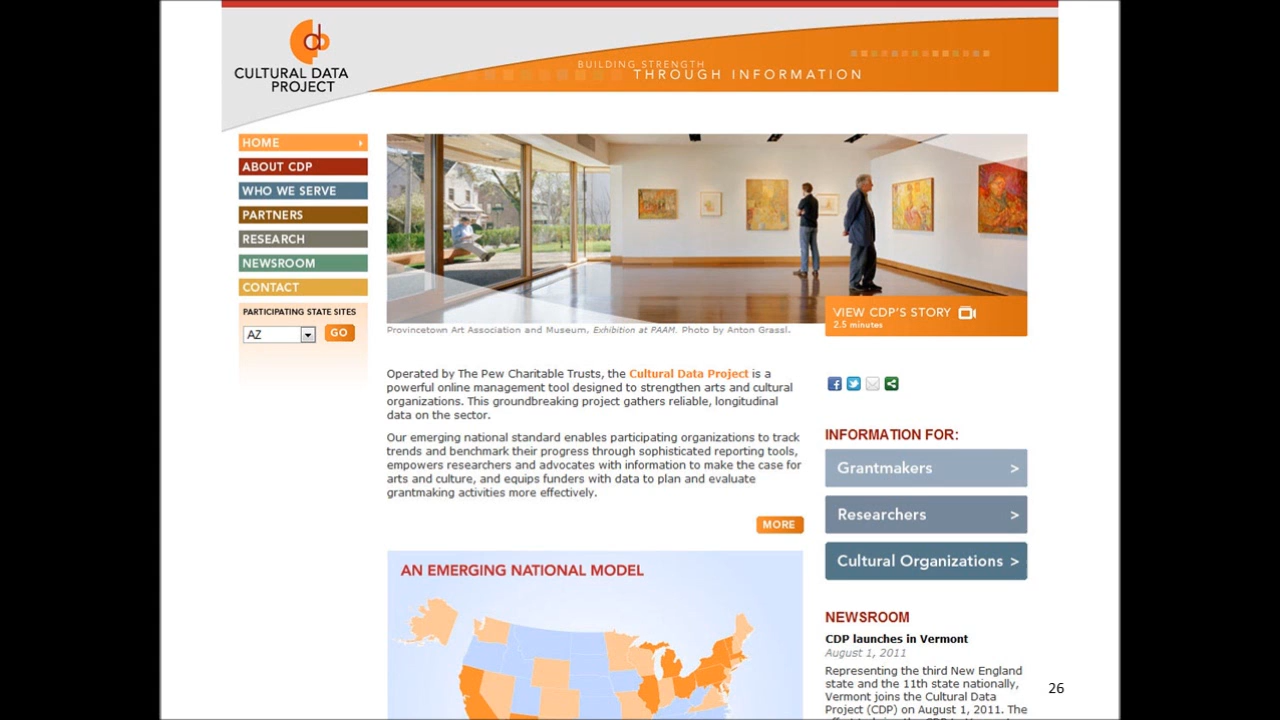 CULTURAL DATA
PROJECT
BUILDING STRENGTH
THROUGH INFORMATION
HOME
ABOUT CDP
WHO WE SERVE
PARTNERS
RESEARCH
NEWSROOM
CONTACT
PARTICIPATING STATE SITES
AZ
GO
VIEW CDP'S STORY
2.5 minutes
Provincetown Art Association and Museum, Exhibition at PAAM. Photo by Anton Grassl.
Operated by The Pew Charitable Trusts, the Cultural Data Project is a
powerful online management tool designed to strengthen arts and cultural
organizations. This groundbreaking project gathers reliable, longitudinal
data on the sector.
Our emerging national standard enables participating organizations to track
trends and benchmark their progress through sophisticated reporting tools,
empowers researchers and advocates with information to make the case for
arts and culture, and equips funders with data to plan and evaluate
grantmaking activities more effectively.
MORE
AN EMERGING NATIONAL MODEL
INFORMATION FOR:
Grantmakers >
Researchers >
Cultural Organizations >
NEWSROOM
CDP launches in Vermont
August 1, 2011
Representing the third New England
state and the 11th state nationally,
Vermont joins the Cultural Data
Project (CDP) on August 1, 2011. The
26